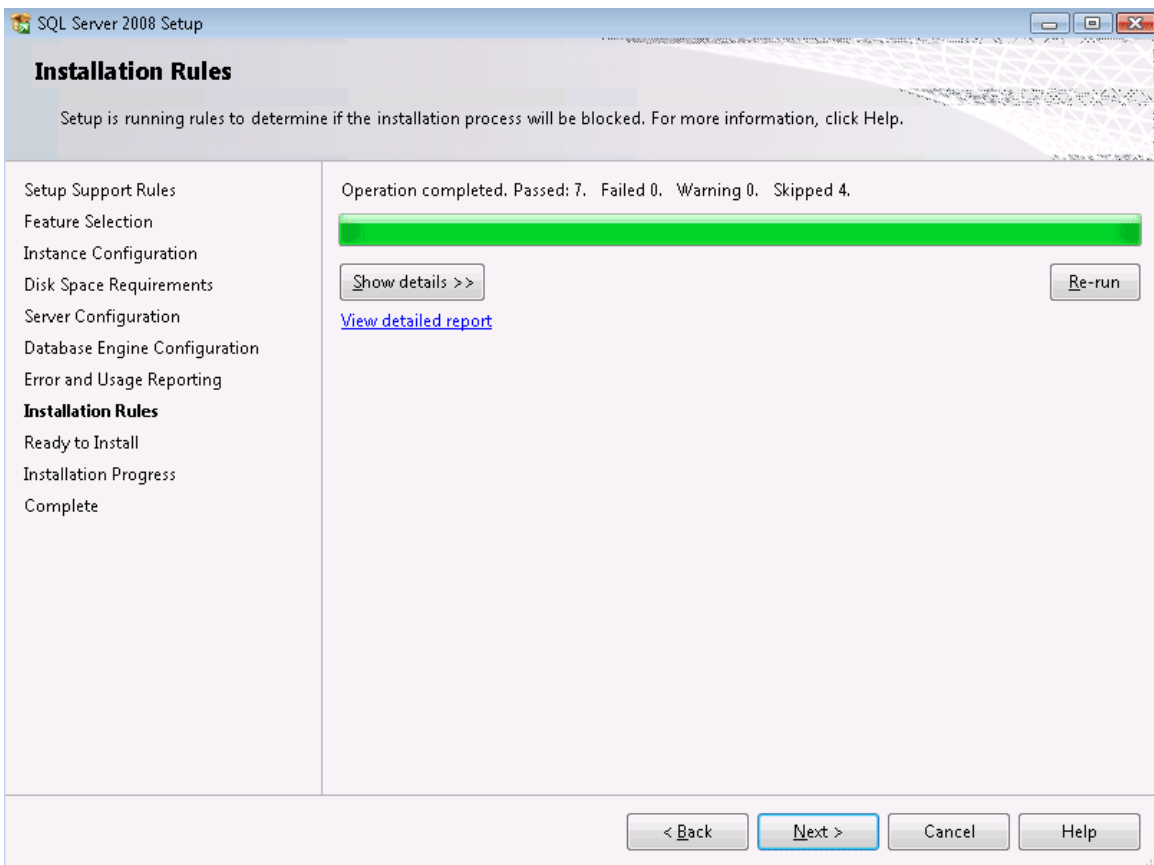 SQL Server 2008 Setup
Installation Rules
Setup is running rules to determine if the installation process will be blocked. For more information, click Help.
Setup Support Rules
Feature Selection
Instance Configuration
Disk Space Requirements
Server Configuration
Database Engine Configuration
Error and Usage Reporting
Installation Rules
Ready to Install
Installation Progress
Complete
Operation completed. Passed: 7. Failed 0. Warning 0. Skipped 4.
Show details >>
Re-run
View detailed report
< Back
Next >
Cancel
Help